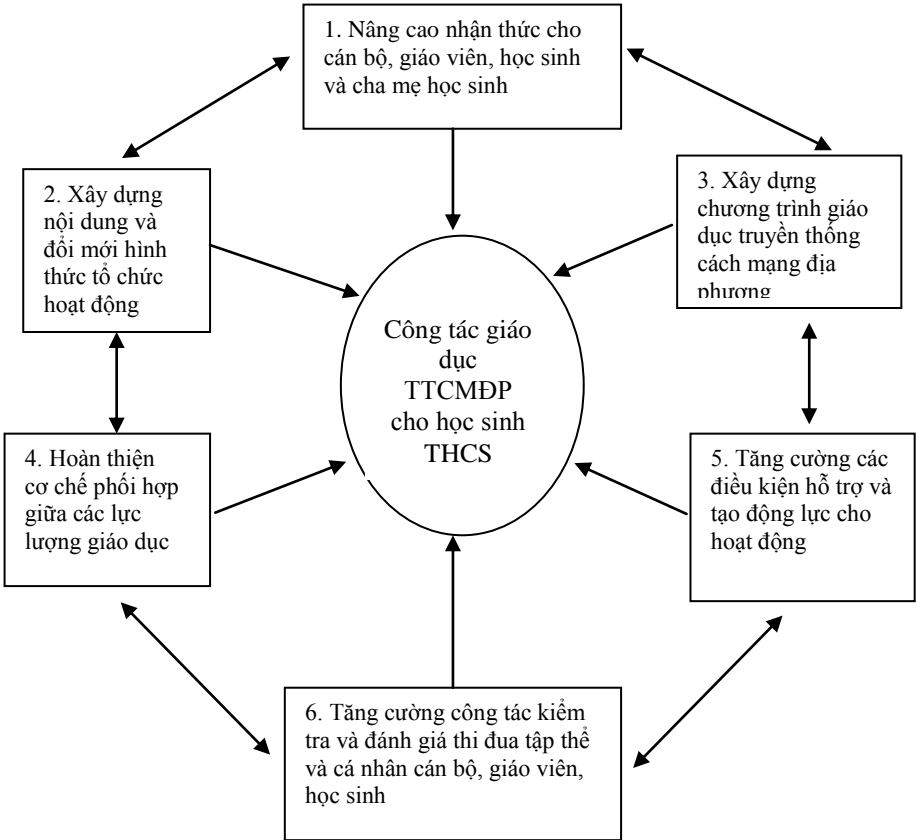 1. Nâng cao nhận thức cho
cán bộ, giáo viên, học sinh
và cha mẹ học sinh
2. Xây dựng
nội dung và
đổi mới hình
thức tổ chức
hoạt động
3. Xây dựng
chương trình giáo
dục truyền thống
cách mạng địa
phương
Công tác giáo
dục
TTCMĐP
cho học sinh
THCS
4. Hoàn thiện
cơ chế phối hợp
giữa các lực
lượng giáo dục
5. Tăng cường các
điều kiện hỗ trợ và
tạo động lực cho
hoạt động
6. Tăng cường công tác kiểm
tra và đánh giá thi đua tập thể
và cá nhân cán bộ, giáo viên,
học sinh